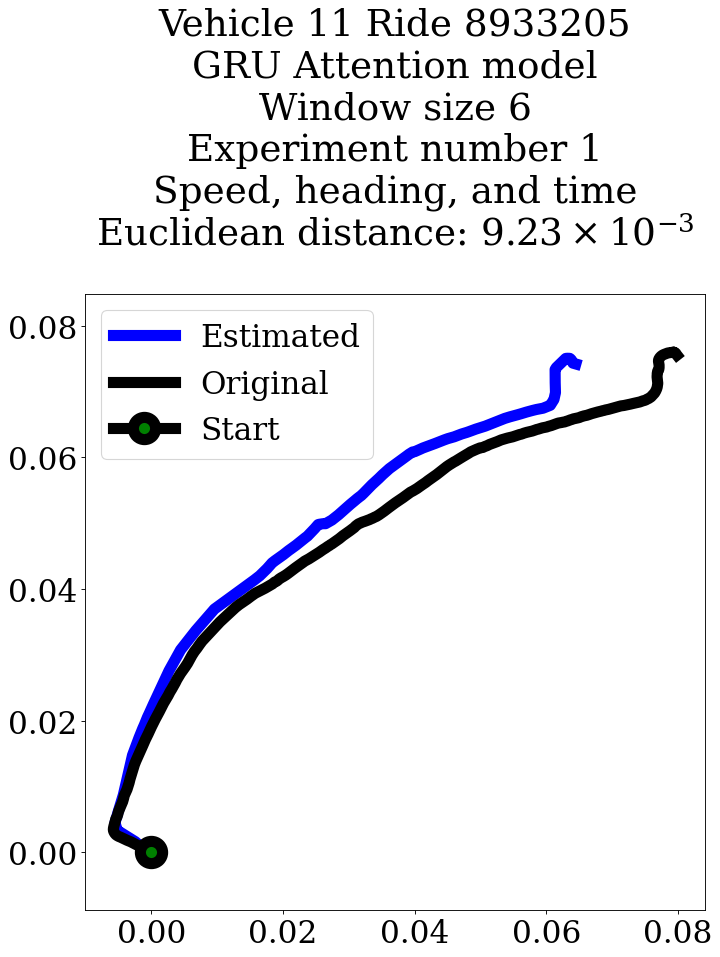 Vehicle 11 Ride 8933205
GRU Attention model
Window size 6
Experiment number 1
Speed, heading, and time
Euclidean distance: 9.23 × 10⁻³
Estimated
Original
Start
0.08
0.06
0.04
0.02
0.00
0.00 0.02 0.04 0.06 0.08